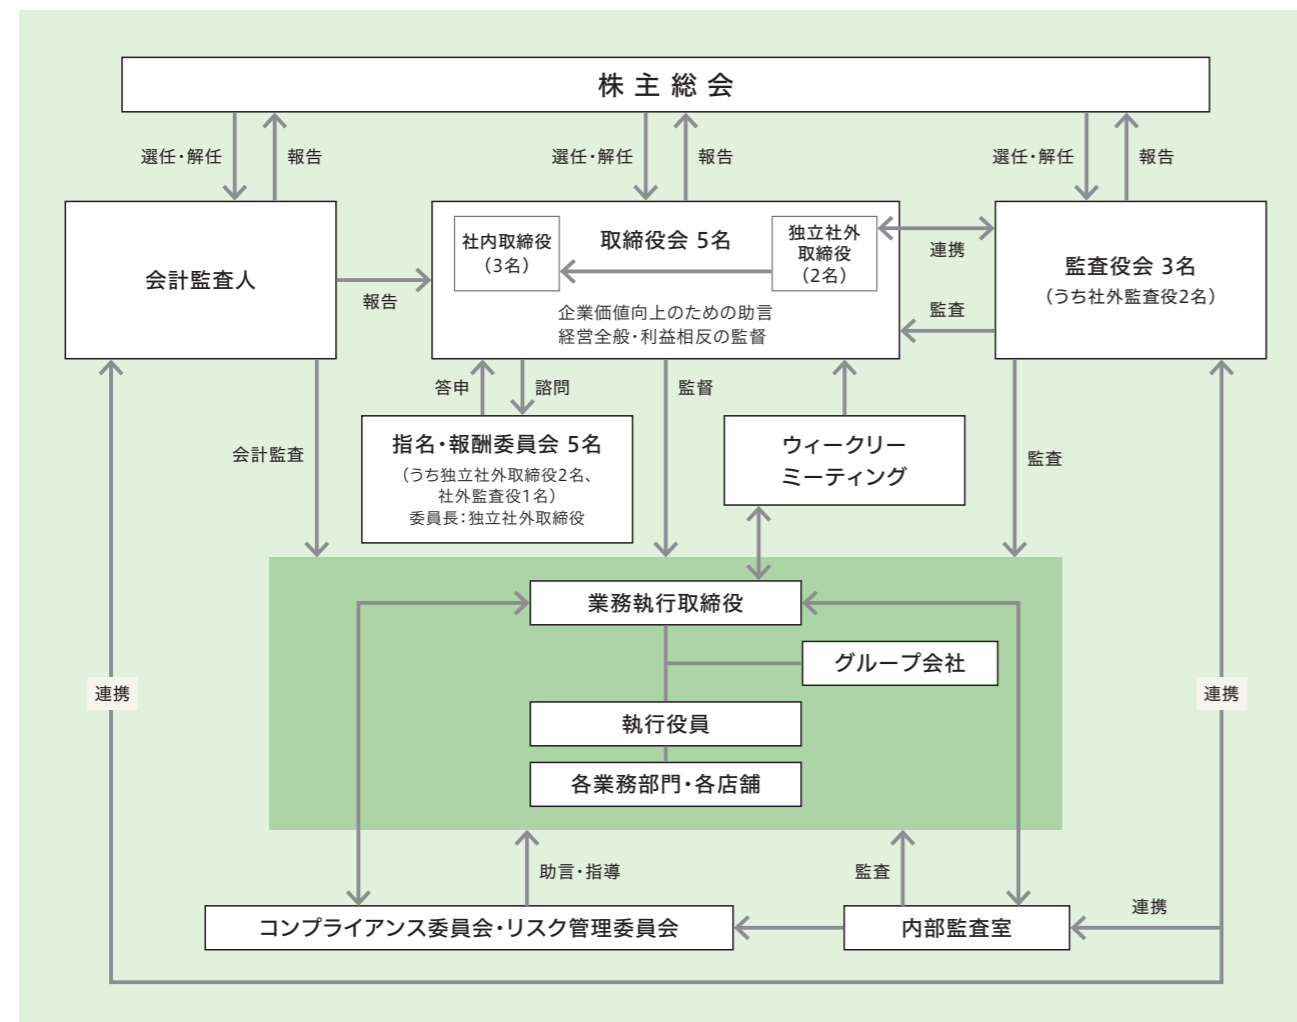 株主総会
選任・解任
報告
選任・解任
報告
選任・解任
報告
会計監査人
報告
社内取締役
（3名）
取締役会 5名
独立社外
取締役
（2名）
企業価値向上のための助言
経営全般・利益相反の監督
連携
監査
監査役会 3名
（うち社外監査役2名）
答申
諮問
監督
会計監査
指名・報酬委員会 5名
（うち独立社外取締役2名、
社外監査役1名）
委員長：独立社外取締役
ウィークリー
ミーティング
監査
業務執行取締役
グループ会社
執行役員
各業務部門・各店舗
連携
連携
助言・指導
監査
コンプライアンス委員会・リスク管理委員会
内部監査室
連携